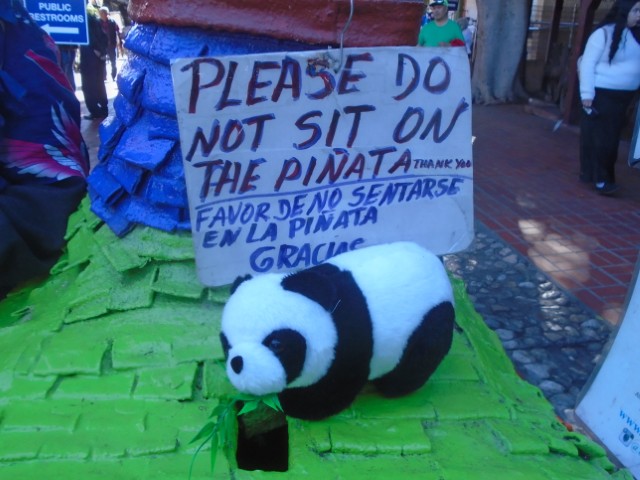 PUBLIC
RESTROOMS
PLEASE DO
NOT SIT ON
THE PIÑATA THANK YOU
FAVOR DE NO SENTARSE
EN LA PIÑATA
GRACIAS